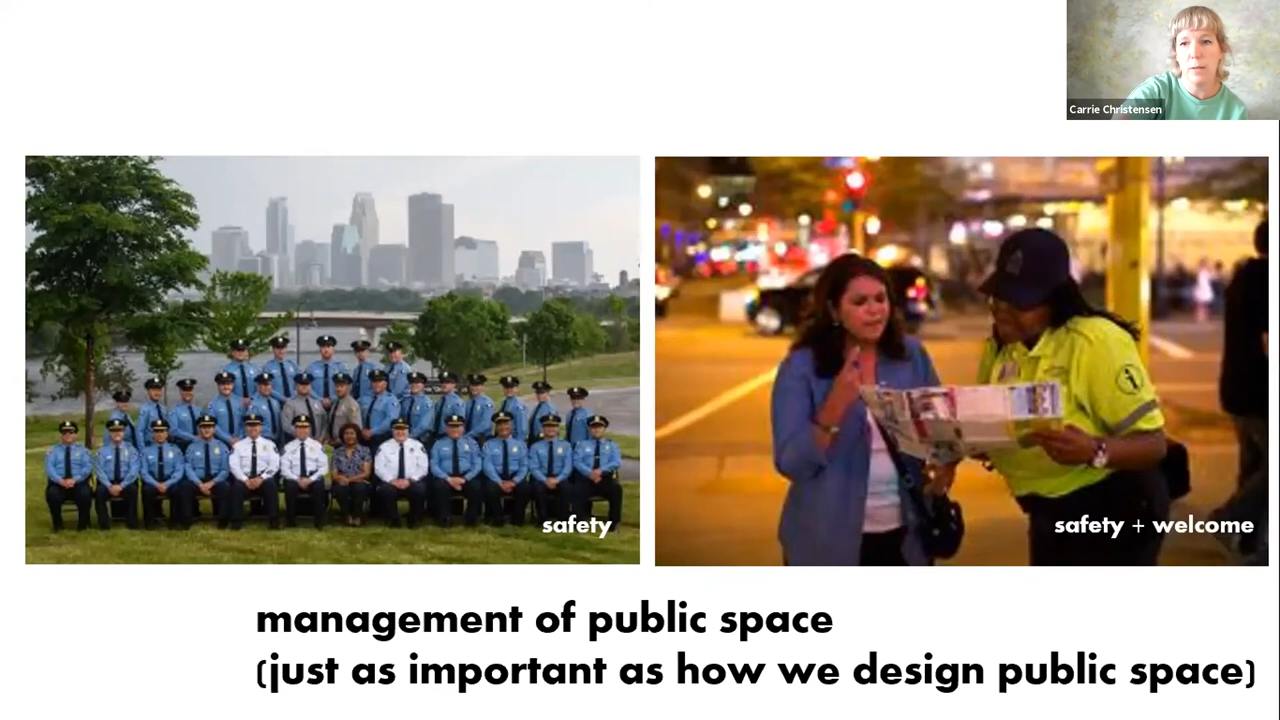 Carrie Christensen
safety
safety + welcome
management of public space
(just as important as how we design public space)